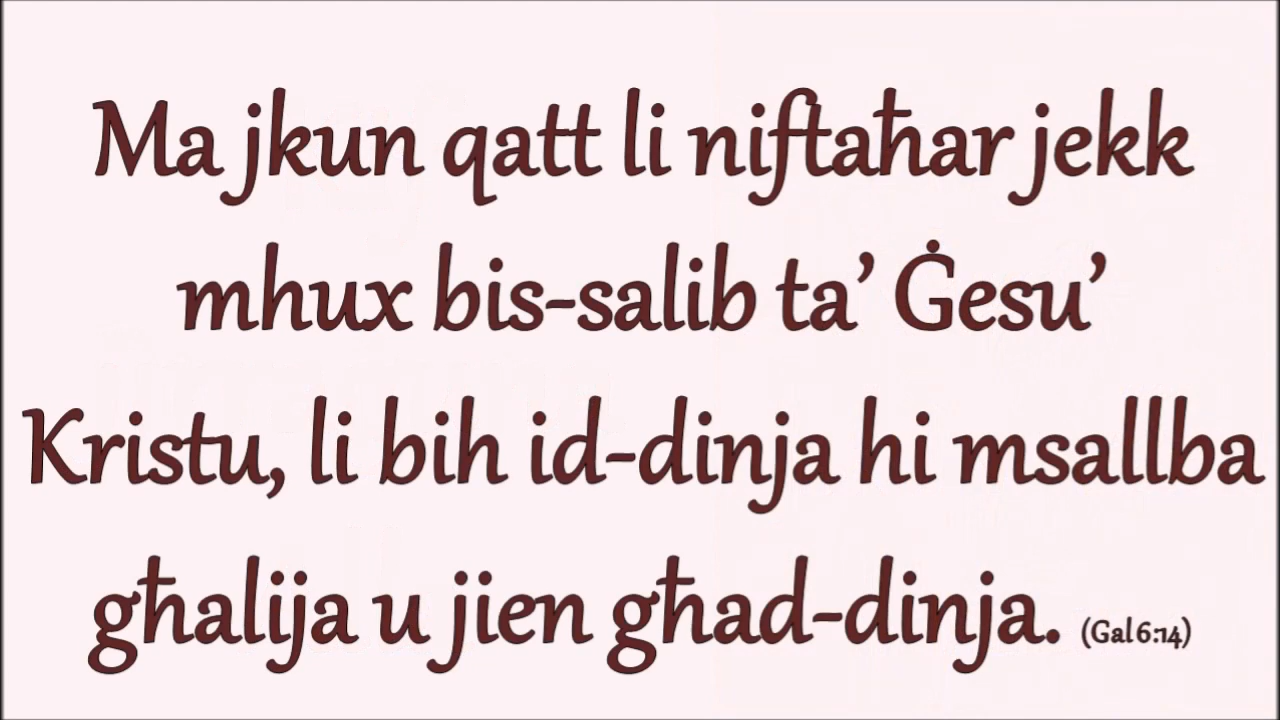 Ma jkun qatt li niftaħar jekk
mhux bis-salib ta’ Ġesu’
Kristu, li bih id-dinja hi msallba
għalija u jien għad-dinja. (Gal 6:14)